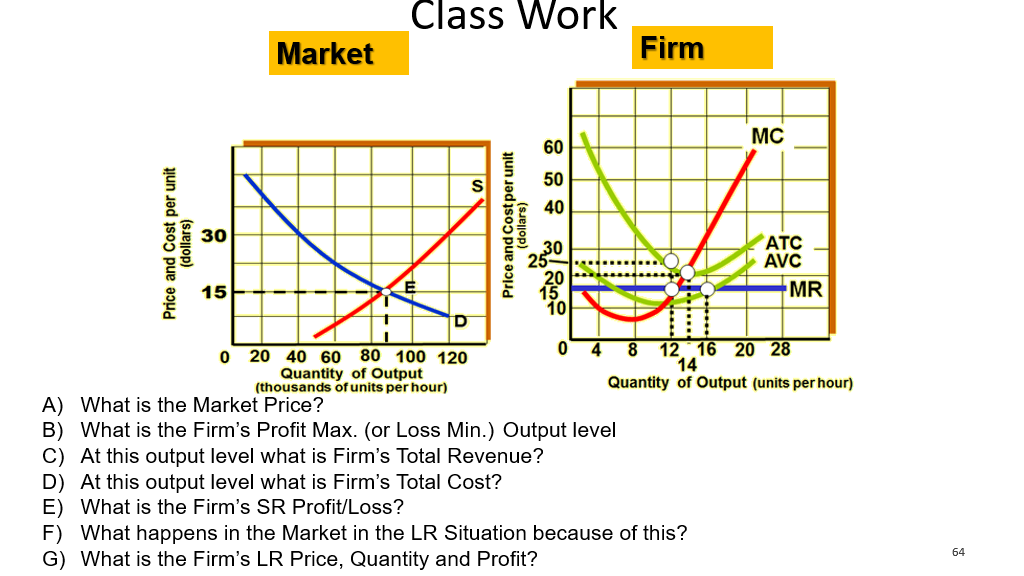 Class Work
Market
Firm
Price and Cost per unit
(dollars)
30
15
S
E
D
0 20 40 60 80 100 120
Quantity of Output
(thousands of units per hour)
Price and Cost per unit
(dollars)
60
50
40
30
25
20
15
10
0
MC
ATC
AVC
MR
0 4 8 12 16 20 28
14
Quantity of Output (units per hour)
A) What is the Market Price?
B) What is the Firm's Profit Max. (or Loss Min.) Output level
C) At this output level what is Firm's Total Revenue?
D) At this output level what is Firm's Total Cost?
E) What is the Firm's SR Profit/Loss?
F) What happens in the Market in the LR Situation because of this?
G) What is the Firm's LR Price, Quantity and Profit?
64